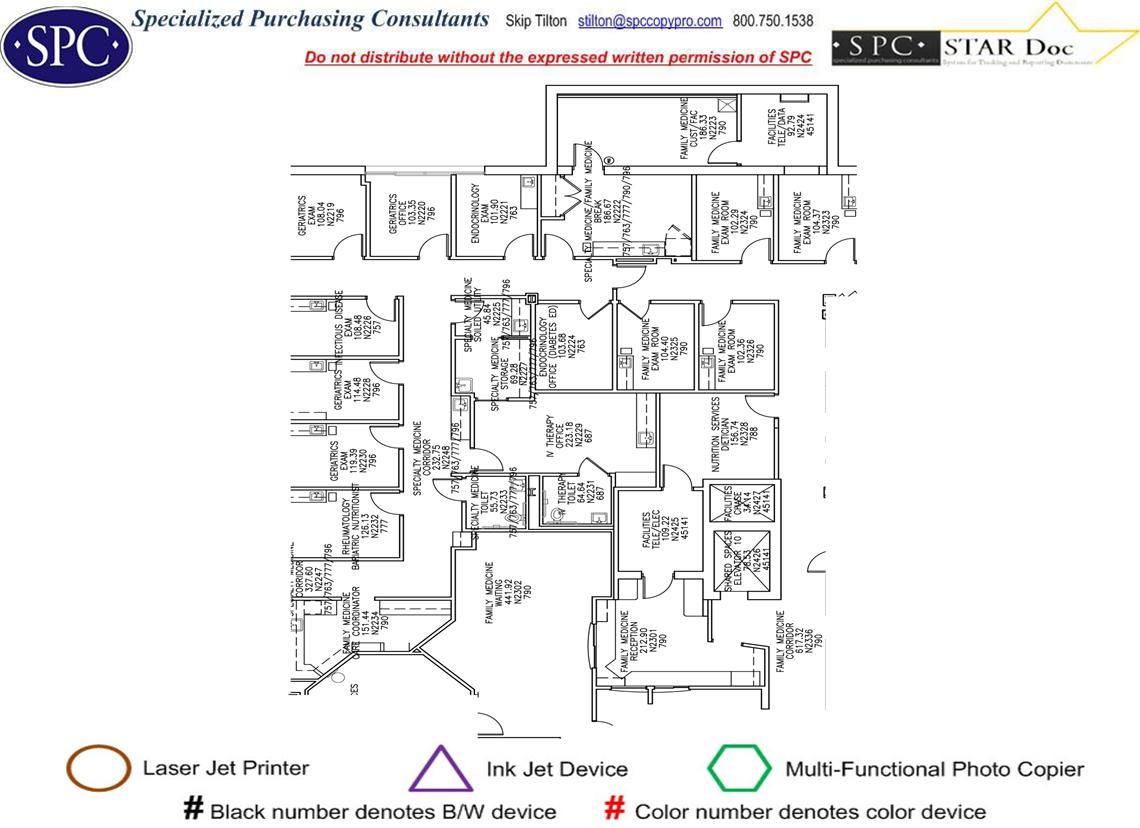 SPC
Specialized Purchasing Consultants Skip Tilton stilton@spccopypro.com 800.750.1538
Do not distribute without the expressed written permission of SPC
SPC
specialized purchasing consultants
STAR Doc
System for Tracking and Reporting Documents
FAMILY MEDICINE
CUST/FAC
186.33
N2223
790
FACILITIES
TELE/DATA
92.79
N2424
45141
GERIATRICS
EXAM
108.04
N2219
796
GERIATRICS
OFFICE
103.35
N2220
796
ENDOCRINOLOGY
EXAM
101.90
N2221
763
SPECIALTY MEDICINE/FAMILY MEDICINE
BREAK
186.67
N2222
757/763/777/790/796
FAMILY MEDICINE
EXAM ROOM
102.29
N2324
790
FAMILY MEDICINE
EXAM ROOM
104.37
N2323
790
INFECTIOUS DISEASE
EXAM
108.48
N2226
757
SPECIALTY MEDICINE
SOILED UTILITY
45.84
N2225
757/763/777/796
ENDOCRINOLOGY
OFFICE (DIABETES ED)
103.68
N2224
763
FAMILY MEDICINE
EXAM ROOM
104.40
N2325
790
FAMILY MEDICINE
EXAM ROOM
102.36
N2326
790
GERIATRICS
EXAM
114.48
N2228
796
SPECIALTY MEDICINE
STORAGE
69.28
N2227
757/763/777/796
GERIATRICS
EXAM
119.39
N2230
796
SPECIALTY MEDICINE
CORRIDOR
232.75
N2248
757/763/777/796
IV THERAPY
OFFICE
223.18
N2229
687
NUTRITION SERVICES
DIETICIAN
156.74
N2328
788
RHEUMATOLOGY
BARIATRIC NUTRITIONIST
126.13
N2232
777
SPECIALTY MEDICINE
TOILET
55.73
N2233
757/763/777/796
THERAPY
TOILET
64.64
N2231
687
FACILITIES
TELE/ELEC
109.22
N2425
45141
FACILITIES
CHASE
34.14
N2427
45141
SHARED SPACES
ELEVATOR 10
N2426
45141
CORRIDOR
327.60
N2247
757/763/777/796
FAMILY MEDICINE
CARE COORDINATOR
151.44
N2234
790
FAMILY MEDICINE
WAITING
441.92
N2302
790
FAMILY MEDICINE
RECEPTION
212.90
N2301
790
FAMILY MEDICINE
CORRIDOR
617.32
N2336
790
CES
Laser Jet Printer
Ink Jet Device
Multi-Functional Photo Copier
# Black number denotes B/W device
# Color number denotes color device